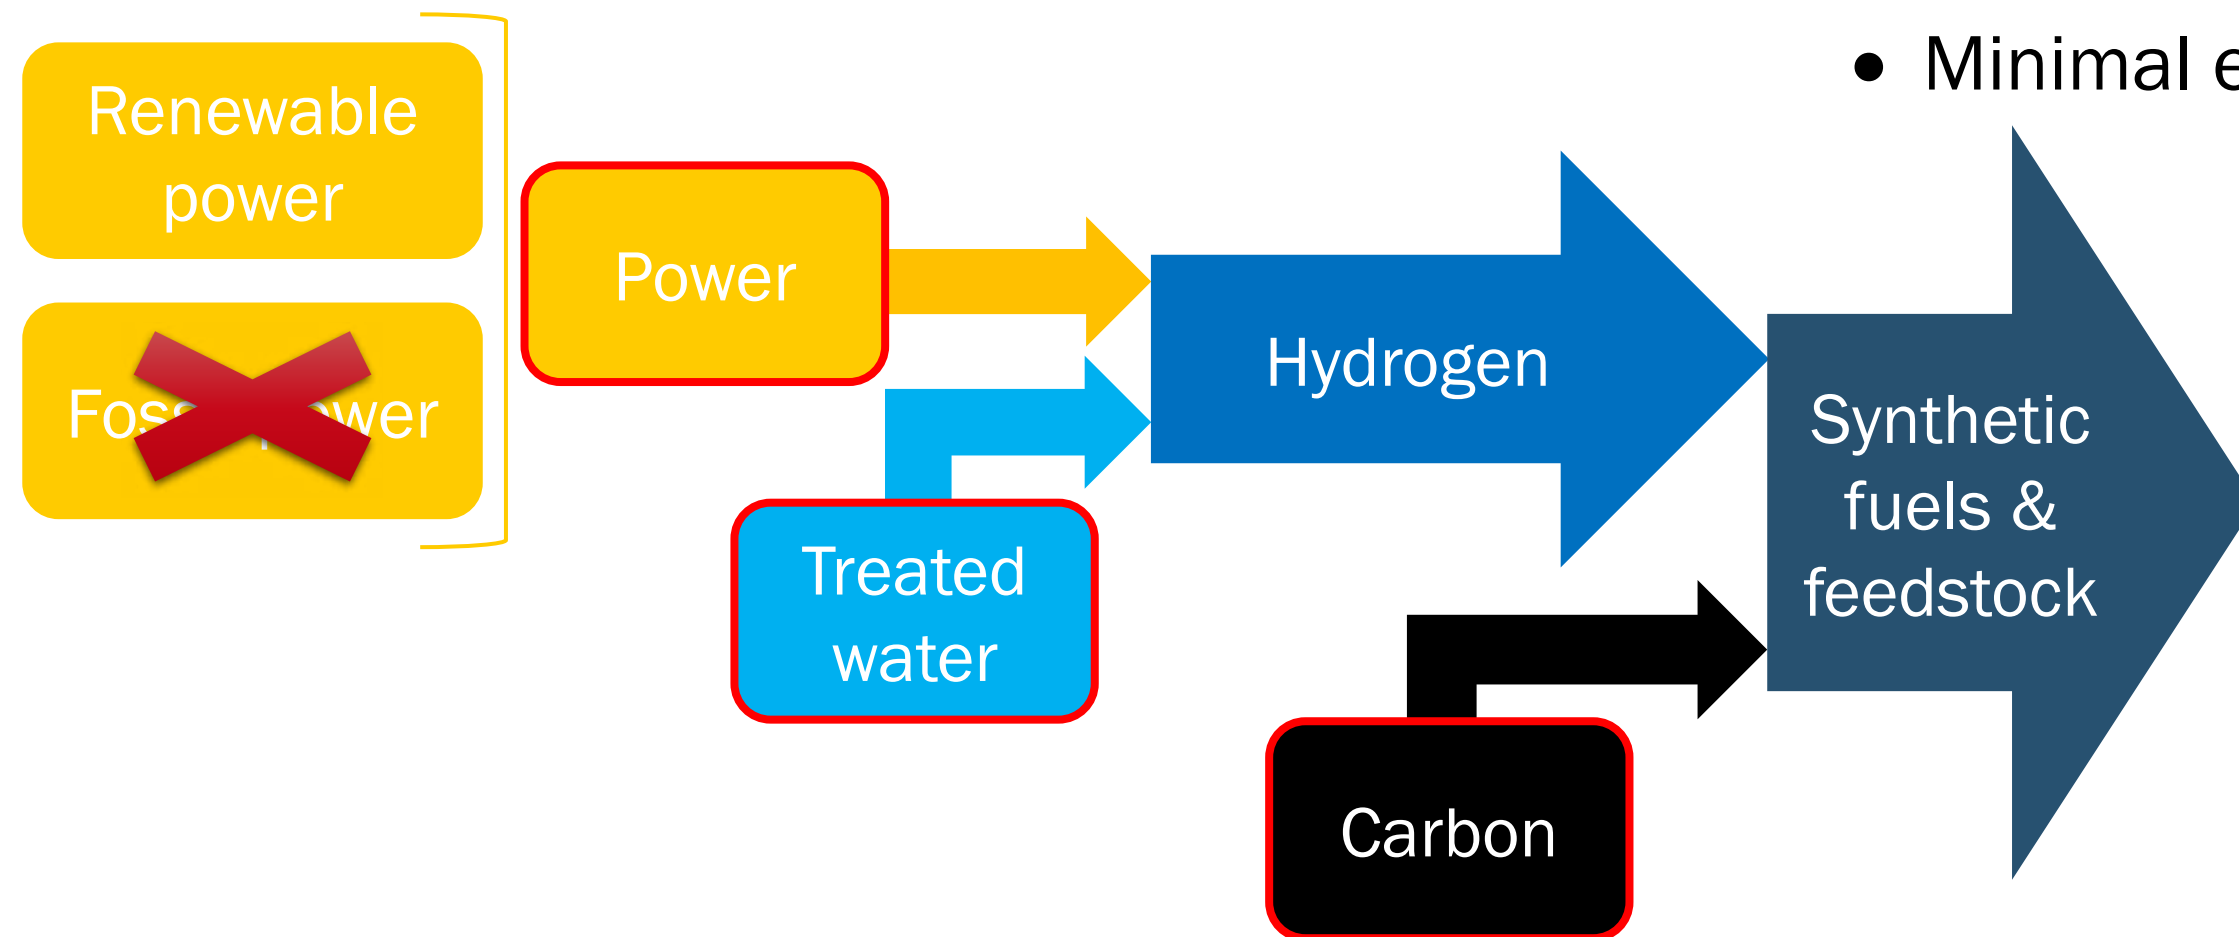 • Minimal
Renewable
power
Power
Hydrogen
Synthetic
fuels &
feedstock
Treated
water
Carbon